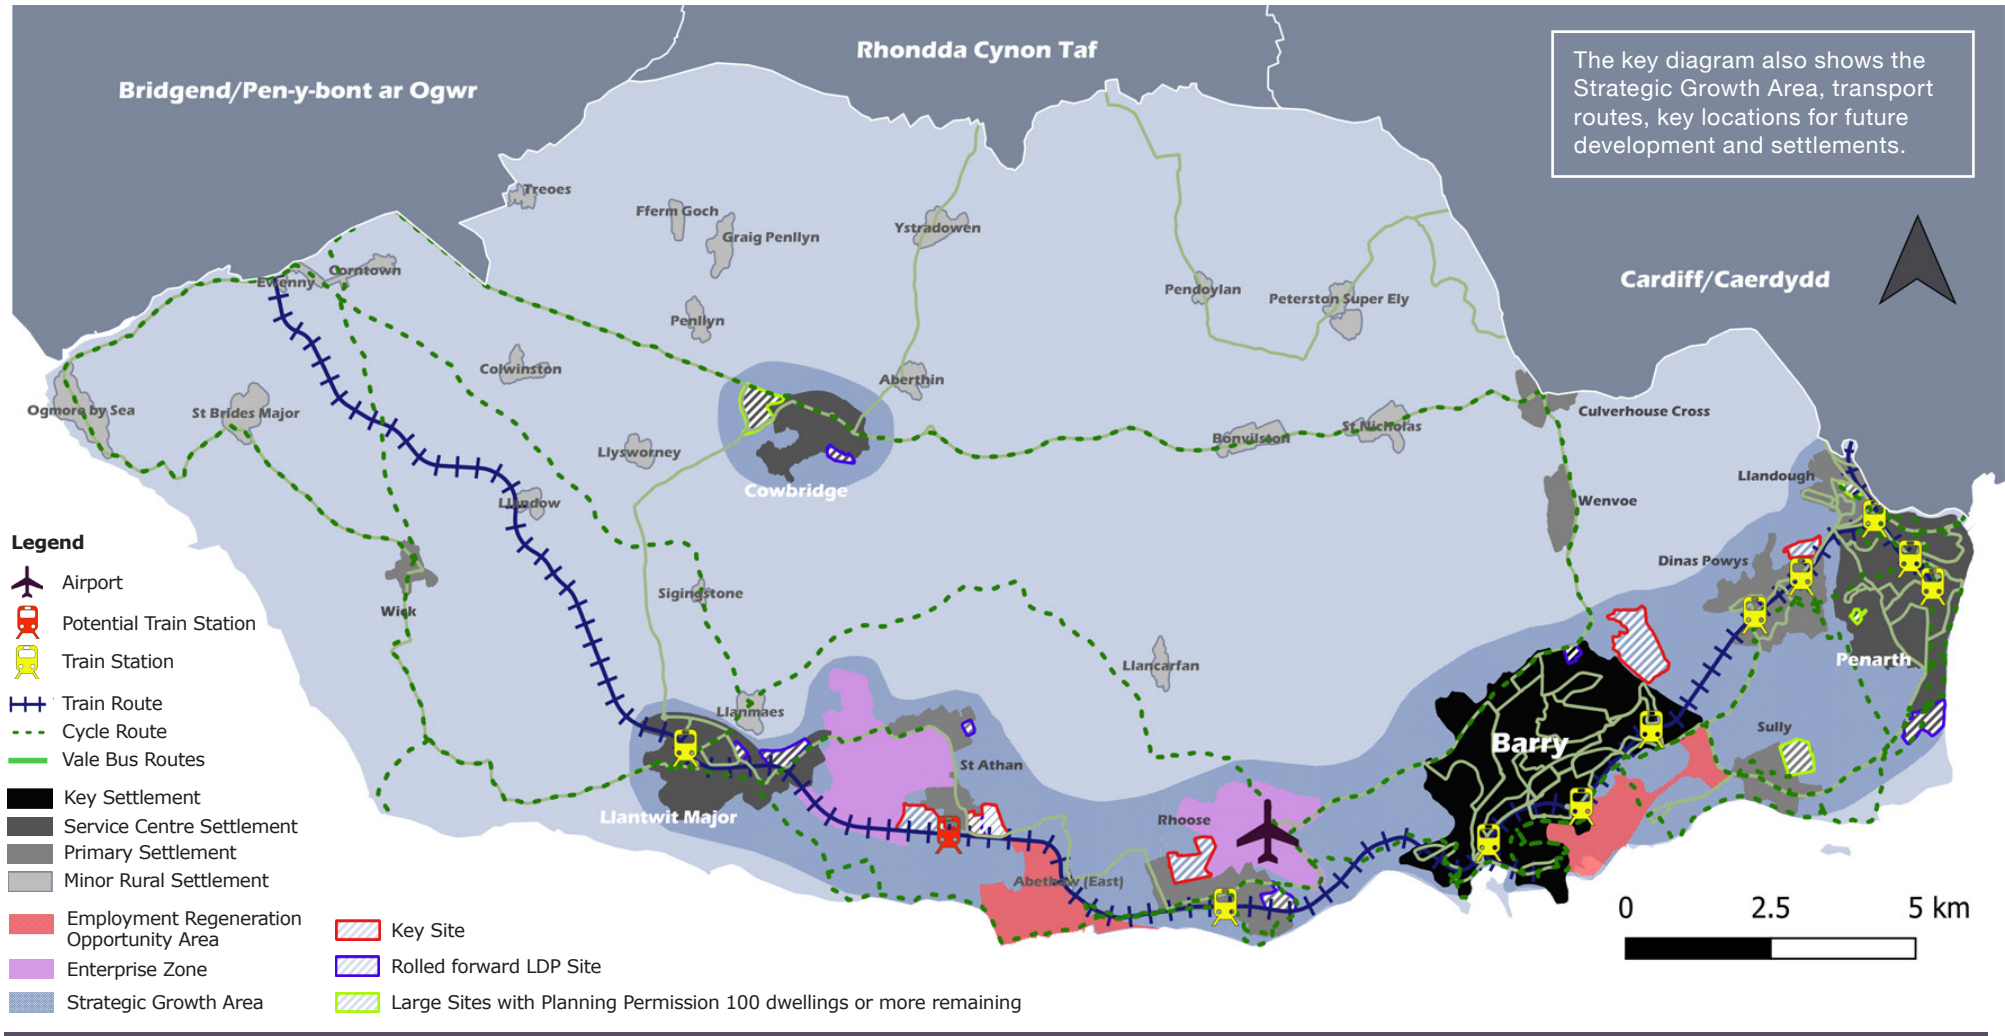 Rhondda Cynon Taf
Bridgend/Pen-y-bont ar Ogwr
The key diagram also shows the
Strategic Growth Area, transport
routes, key locations for future
development and settlements.
Cardiff/Caerdydd
Treoes
Fferm Goch
Graig Penllyn
Ystradowen
Corntown
Ewenny
Pendoylan
Peterston Super Ely
Penllyn
Colwinston
Aberthin
Ogmore by Sea
St Brides Major
Culverhouse Cross
St Nicholas
Bonvilston
Llysworney
Cowbridge
Llandough
Llandow
Wenvoe
Dinas Powys
Sigingstone
Wick
Llancarfan
Penarth
Llanmaes
Sully
Barry
St Athan
Llantwit Major
Rhoose
Abethaw (East)
Legend
Airport
Potential Train Station
Train Station
Train Route
Cycle Route
Vale Bus Routes
Key Settlement
Service Centre Settlement
Primary Settlement
Minor Rural Settlement
Employment Regeneration
Opportunity Area
Enterprise Zone
Strategic Growth Area
Key Site
Rolled forward LDP Site
Large Sites with Planning Permission 100 dwellings or more remaining
0 2.5 5 km